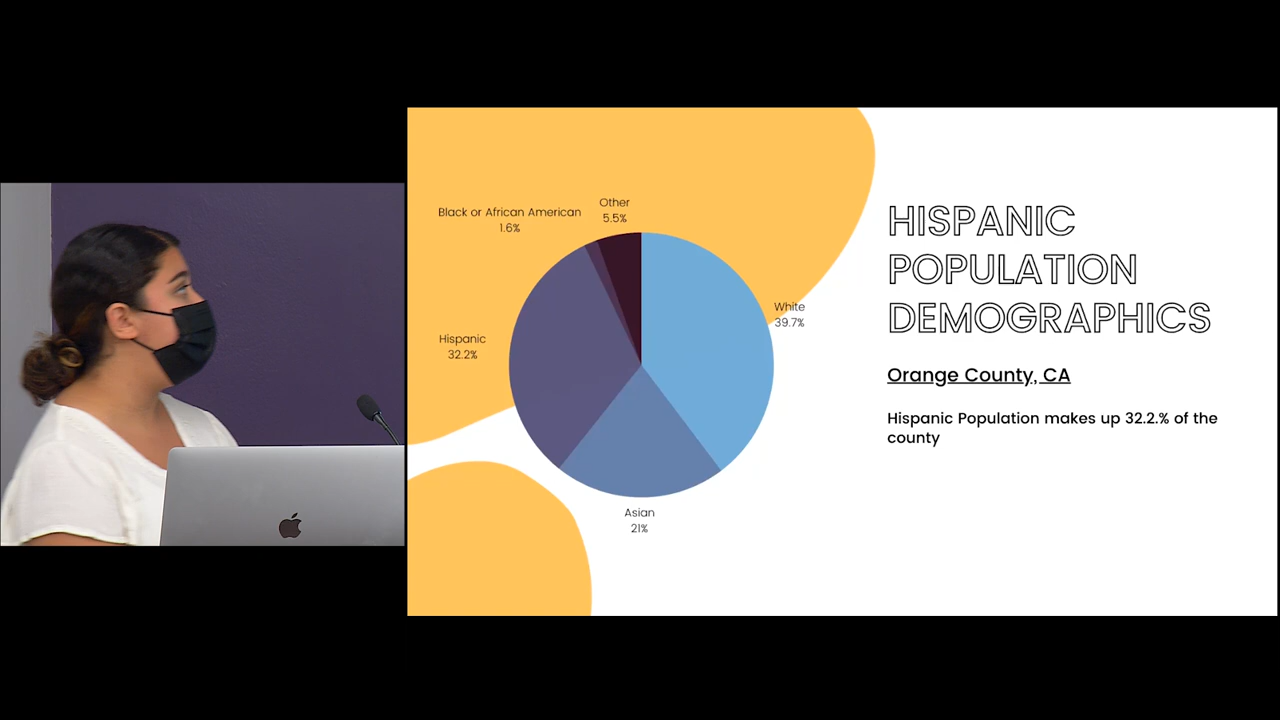 Other
5.5%
Black or African American
1.6%
White
39.7%
Hispanic
32.2%
Asian
21%
HISPANIC
POPULATION
DEMOGRAPHICS
Orange County, CA
Hispanic Population makes up 32.2.% of the
county